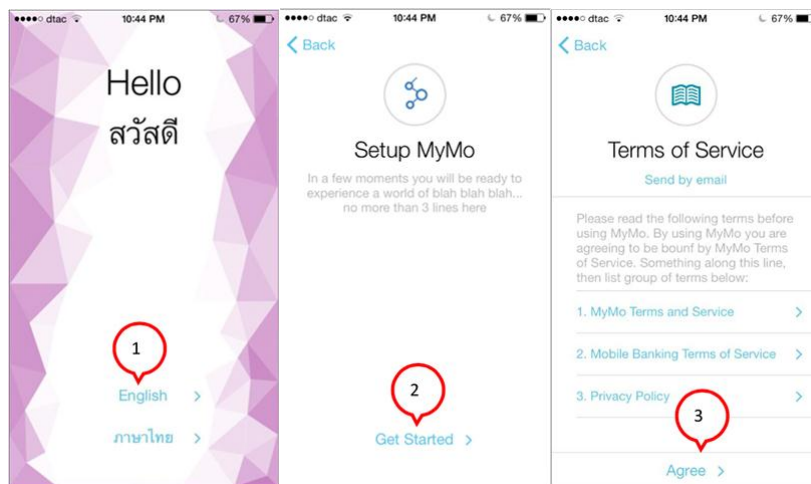 dtac 10:44 PM 67%
Hello
สวัสดี
1
English
ภาษาไทย
dtac 10:44 PM 67%
Back
Setup MyMo
In a few moments you will be ready to
experience a world of blah blah blah...
no more than 3 lines here
2
Get Started
dtac 10:44 PM 67%
Back
Terms of Service
Send by email
Please read the following terms before
using MyMo. By using MyMo you are
agreeing to be bounf by MyMo Terms
of Service. Something along this line,
then list group of terms below:
1. MyMo Terms and Service
2. Mobile Banking Terms of Service
3. Privacy Policy
3
Agree